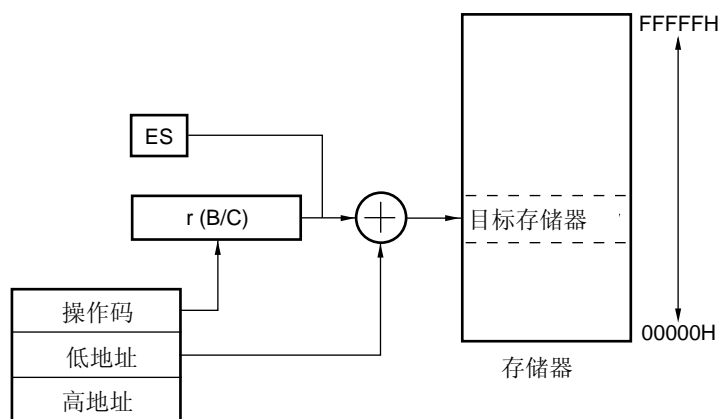 FFFFFH
ES
r (B/C)
目标存储器
操作码
低地址
高地址
00000H
存储器